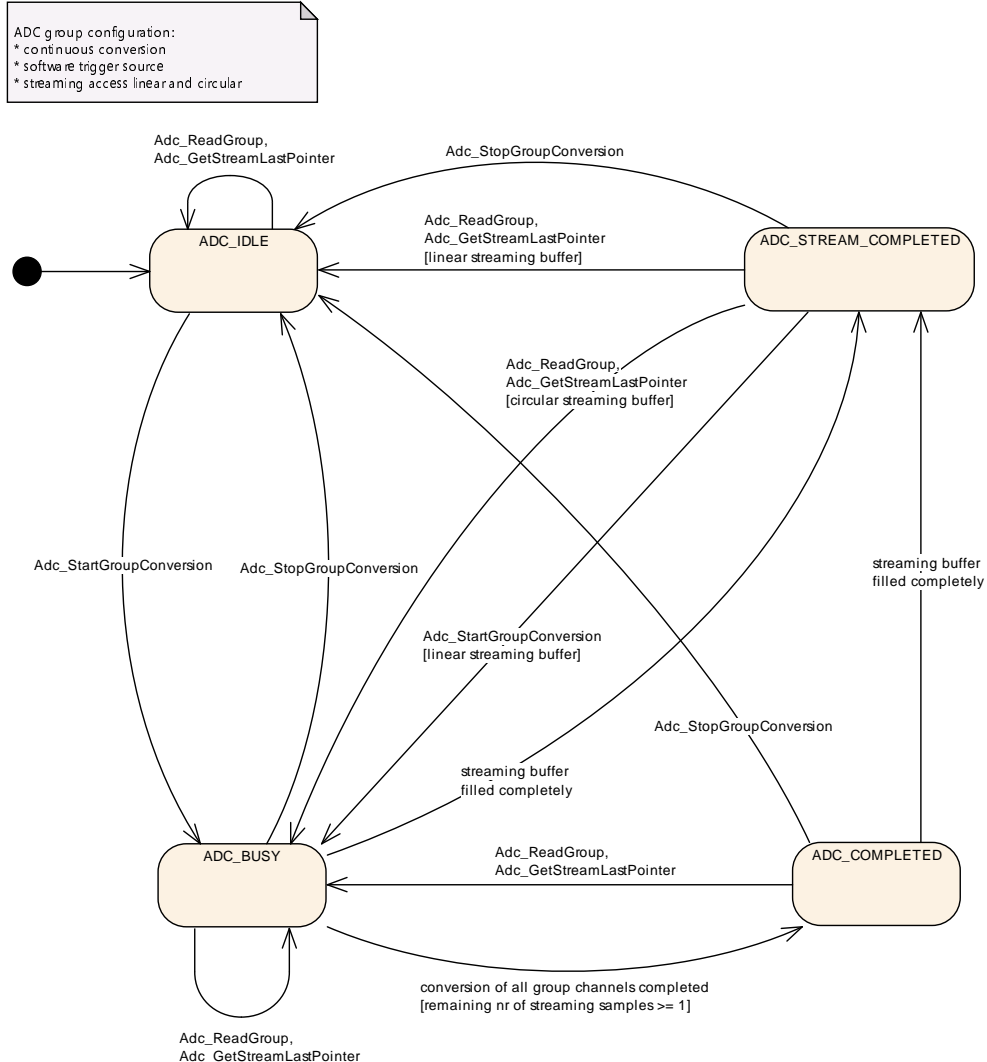 ADC group configuration:
* continuous conversion
* software trigger source
* streaming access linear and circular
Adc_ReadGroup,
Adc_GetStreamLastPointer
Adc_StopGroupConversion
ADC_IDLE
Adc_ReadGroup,
Adc_GetStreamLastPointer
[linear streaming buffer]
ADC_STREAM_COMPLETED
Adc_ReadGroup,
Adc_GetStreamLastPointer
[circular streaming buffer]
Adc_StartGroupConversion
Adc_StopGroupConversion
streaming buffer
filled completely
Adc_StartGroupConversion
[linear streaming buffer]
Adc_StopGroupConversion
streaming buffer
filled completely
ADC_BUSY
Adc_ReadGroup,
Adc_GetStreamLastPointer
ADC_COMPLETED
conversion of all group channels completed
[remaining nr of streaming samples >= 1]
Adc_ReadGroup,
Adc_GetStreamLastPointer